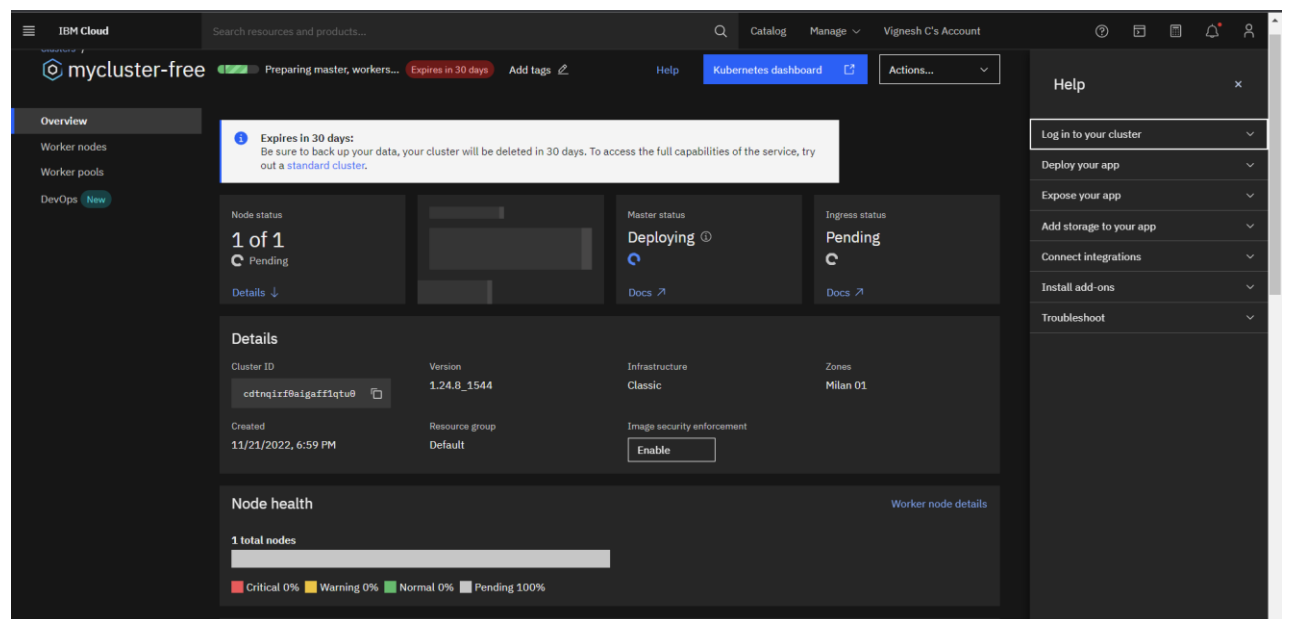 IBM Cloud
Search resources and products...
Catalog
Manage
Vignesh C's Account
Clusters /
mycluster-free
Preparing master, workers...
Expires in 30 days
Add tags
Help
Kubernetes dashboard
Actions...
Overview
Worker nodes
Worker pools
DevOps New
Expires in 30 days:
Be sure to back up your data, your cluster will be deleted in 30 days. To access the full capabilities of the service, try
out a standard cluster.
Node status
1 of 1
Pending
Details
Master status
Deploying
Docs
Ingress status
Pending
Docs
Details
Cluster ID
cdtnqirf0aigaff1qtu0
Version
1.24.8_1544
Infrastructure
Classic
Zones
Milan 01
Created
11/21/2022, 6:59 PM
Resource group
Default
Image security enforcement
Enable
Node health
Worker node details
1 total nodes
Critical 0% Warning 0% Normal 0% Pending 100%
Help
Log in to your cluster
Deploy your app
Expose your app
Add storage to your app
Connect integrations
Install add-ons
Troubleshoot